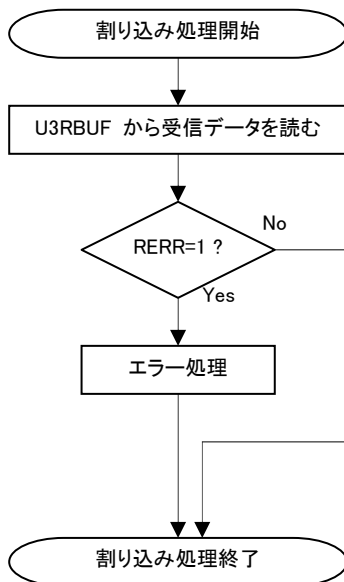 割り込み処理開始
U3RBUF から受信データを読む
RERR=1 ?
No
Yes
エラー処理
割り込み処理終了